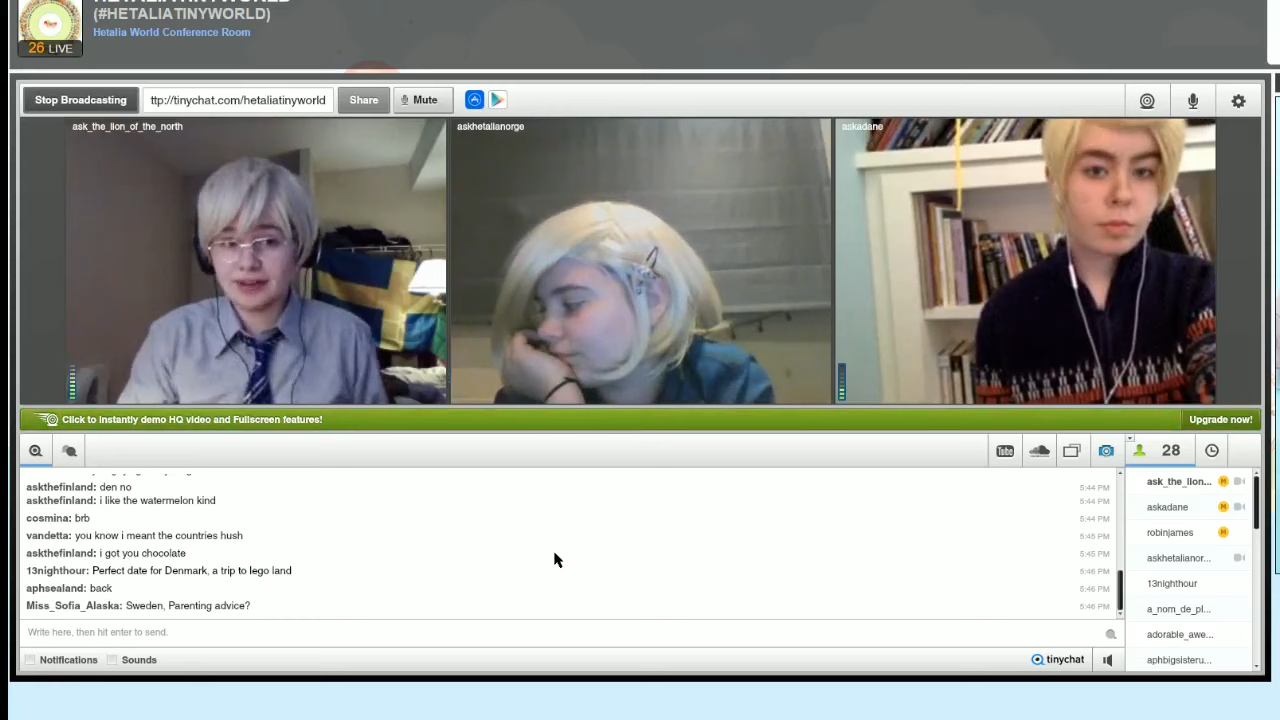 HETALIATINYWORLD
(#HETALIATINYWORLD)
Hetalia World Conference Room
26 LIVE
Stop Broadcasting
ttp://tinychat.com/hetaliatinyworld
Share
Mute
ask_the_lion_of_the_north
askhetalianorge
askadane
Click to instantly demo HQ video and Fullscreen features!
Upgrade now!
You Tube
28
askthefinland: den no 5:44 PM
askthefinland: i like the watermelon kind 5:44 PM
cosmina: brb 5:44 PM
vandetta: you know i meant the countries hush 5:45 PM
askthefinland: i got you chocolate 5:45 PM
13nighthour: Perfect date for Denmark, a trip to lego land 5:46 PM
aphsealand: back 5:46 PM
Miss_Sofia_Alaska: Sweden, Parenting advice? 5:46 PM
ask_the_lion... M
askadane M
robinjames M
askhetalianor...
13nighthour
a_nom_de_pl...
adorable_awe...
aphbigsisteru...
Write here, then hit enter to send.
Notifications
Sounds
tinychat